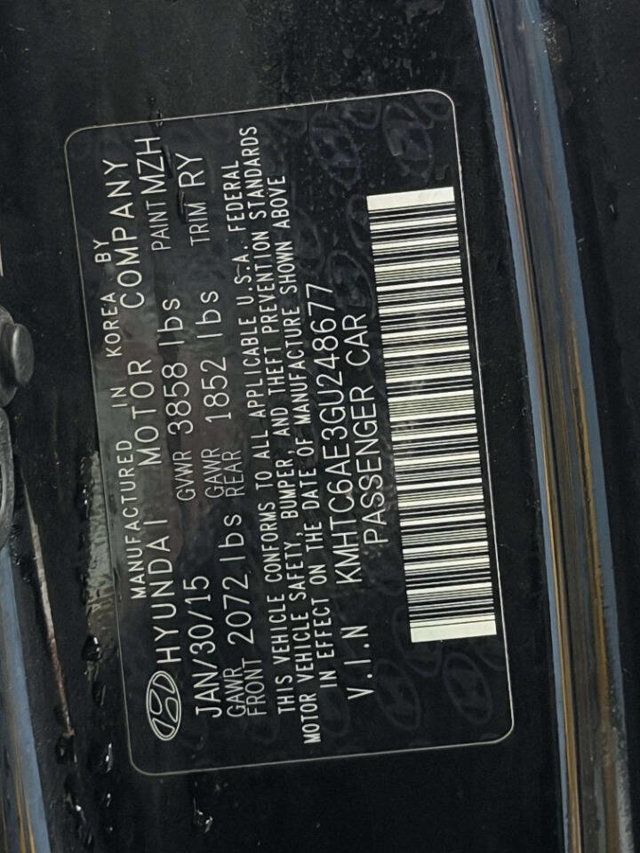 MANUFACTURED IN KOREA BY
HYUNDAI MOTOR COMPANY
JAN/30/15 GVWR 3858 lbs PAINT MZH
GAWR FRONT 2072 lbs GAWR REAR 1852 lbs TRIM RY
THIS VEHICLE CONFORMS TO ALL APPLICABLE U.S.A. FEDERAL
MOTOR VEHICLE SAFETY, BUMPER, AND THEFT PREVENTION STANDARDS
IN EFFECT ON THE DATE OF MANUFACTURE SHOWN ABOVE
V.I.N KMHTC6AE3GU248677
PASSENGER CAR